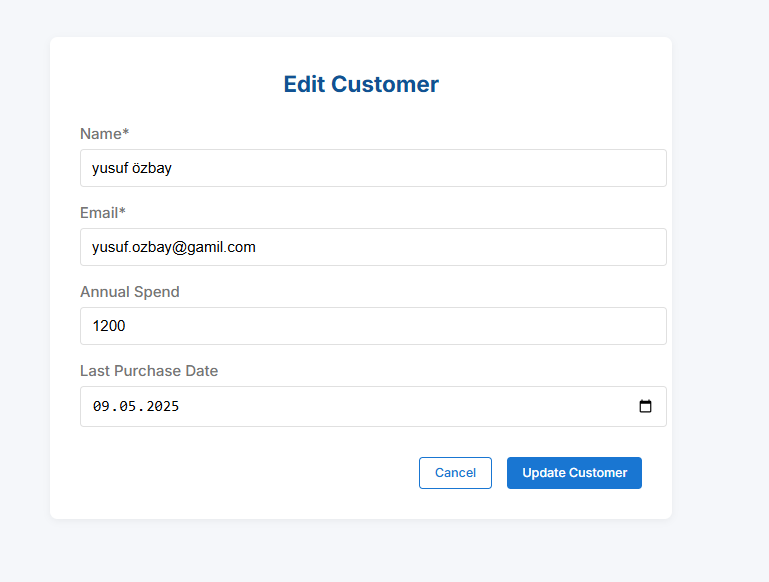 Edit Customer
Name*
yusuf özbay
Email*
yusuf.ozbay@gamil.com
Annual Spend
1200
Last Purchase Date
09.05.2025
Cancel Update Customer